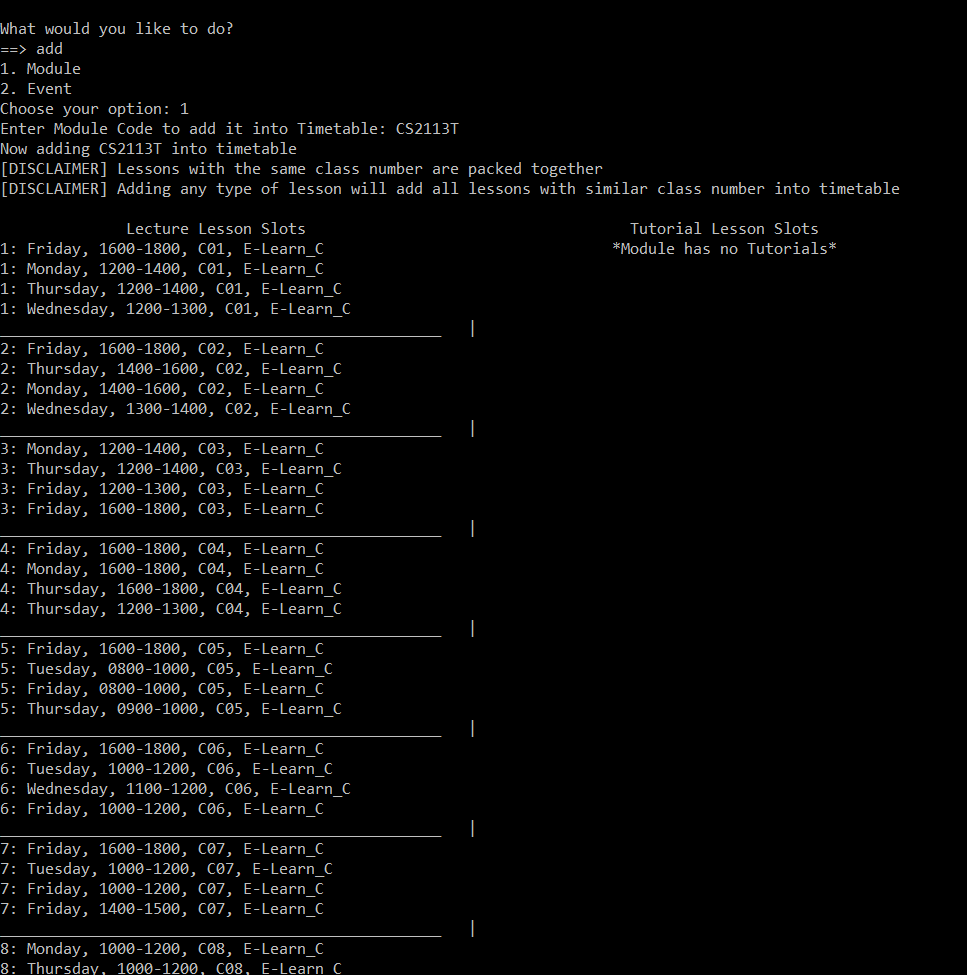 What would you like to do?
==> add
1. Module
2. Event
Choose your option: 1
Enter Module Code to add it into Timetable: CS2113T
Now adding CS2113T into timetable
[DISCLAIMER] Lessons with the same class number are packed together
[DISCLAIMER] Adding any type of lesson will add all lessons with similar class number into timetable
Lecture Lesson Slots Tutorial Lesson Slots
1: Friday, 1600-1800, C01, E-Learn_C *Module has no Tutorials*
1: Monday, 1200-1400, C01, E-Learn_C
1: Thursday, 1200-1400, C01, E-Learn_C
1: Wednesday, 1200-1300, C01, E-Learn_C
_________________________________________________ |
2: Friday, 1600-1800, C02, E-Learn_C
2: Thursday, 1400-1600, C02, E-Learn_C
2: Monday, 1400-1600, C02, E-Learn_C
2: Wednesday, 1300-1400, C02, E-Learn_C
_________________________________________________ |
3: Monday, 1200-1400, C03, E-Learn_C
3: Thursday, 1200-1400, C03, E-Learn_C
3: Friday, 1200-1300, C03, E-Learn_C
3: Friday, 1600-1800, C03, E-Learn_C
_________________________________________________ |
4: Friday, 1600-1800, C04, E-Learn_C
4: Monday, 1600-1800, C04, E-Learn_C
4: Thursday, 1600-1800, C04, E-Learn_C
4: Thursday, 1200-1300, C04, E-Learn_C
_________________________________________________ |
5: Friday, 1600-1800, C05, E-Learn_C
5: Tuesday, 0800-1000, C05, E-Learn_C
5: Friday, 0800-1000, C05, E-Learn_C
5: Thursday, 0900-1000, C05, E-Learn_C
_________________________________________________ |
6: Friday, 1600-1800, C06, E-Learn_C
6: Tuesday, 1000-1200, C06, E-Learn_C
6: Wednesday, 1100-1200, C06, E-Learn_C
6: Friday, 1000-1200, C06, E-Learn_C
_________________________________________________ |
7: Friday, 1600-1800, C07, E-Learn_C
7: Tuesday, 1000-1200, C07, E-Learn_C
7: Friday, 1000-1200, C07, E-Learn_C
7: Friday, 1400-1500, C07, E-Learn_C
_________________________________________________ |
8: Monday, 1000-1200, C08, E-Learn_C
8: Thursday, 1000-1200, C08, E-Learn_C